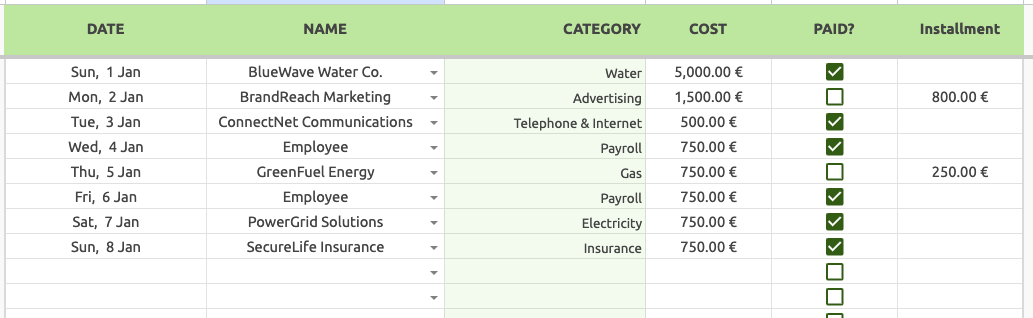 DATE NAME CATEGORY COST PAID? Installment
Sun, 1 Jan BlueWave Water Co. Water 5,000.00 €
Mon, 2 Jan BrandReach Marketing Advertising 1,500.00 € 800.00 €
Tue, 3 Jan ConnectNet Communications Telephone & Internet 500.00 €
Wed, 4 Jan Employee Payroll 750.00 €
Thu, 5 Jan GreenFuel Energy Gas 750.00 € 250.00 €
Fri, 6 Jan Employee Payroll 750.00 €
Sat, 7 Jan PowerGrid Solutions Electricity 750.00 €
Sun, 8 Jan SecureLife Insurance Insurance 750.00 €